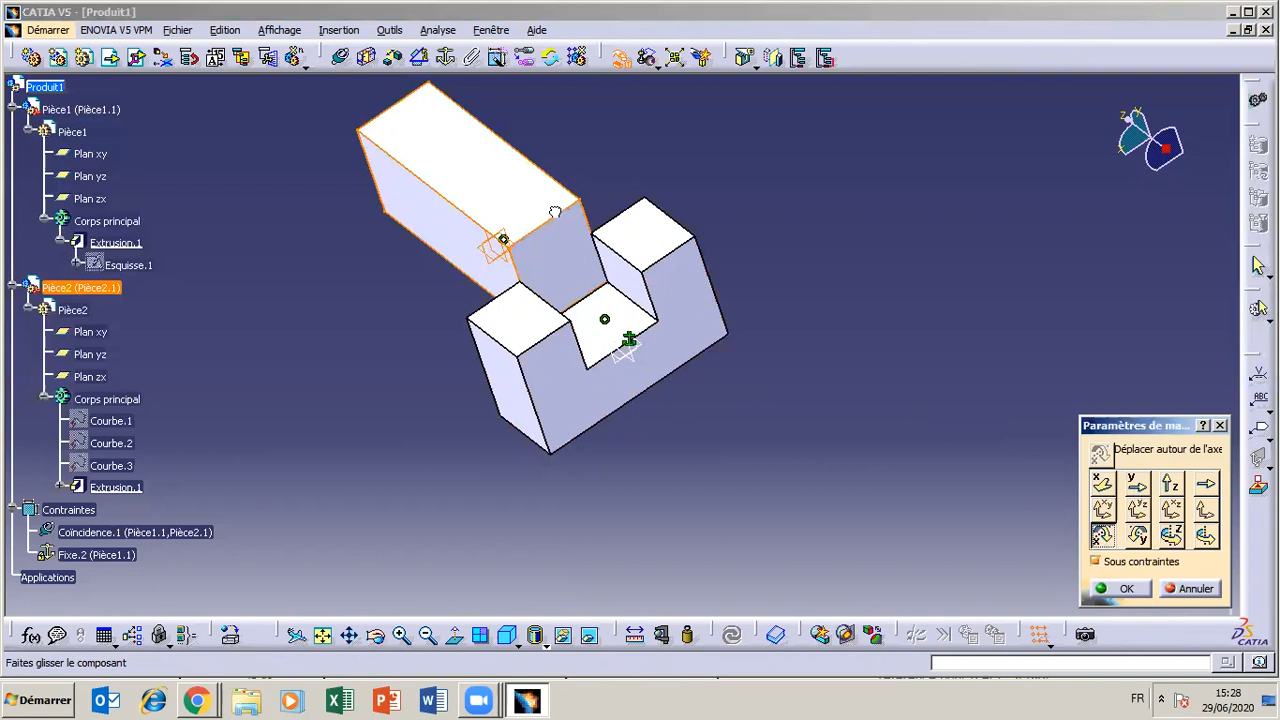 CATIA V5 - [Produit1]
Démarrer ENOVIA V5 VPM Fichier Edition Affichage Insertion Outils Analyse Fenêtre Aide
Produit1
Pièce1 (Pièce1.1)
Pièce1
Plan xy
Plan yz
Plan zx
Corps principal
Extrusion.1
Esquisse.1
Pièce2 (Pièce2.1)
Pièce2
Plan xy
Plan yz
Plan zx
Corps principal
Courbe.1
Courbe.2
Courbe.3
Extrusion.1
Contraintes
Coïncidence.1 (Pièce1.1,Pièce2.1)
Fixe.2 (Pièce1.1)
Applications
Paramètres de ma...
Déplacer autour de l'axe
Sous contraintes
OK Annuler
Faites glisser le composant
Démarrer
FR
15:28
29/06/2020